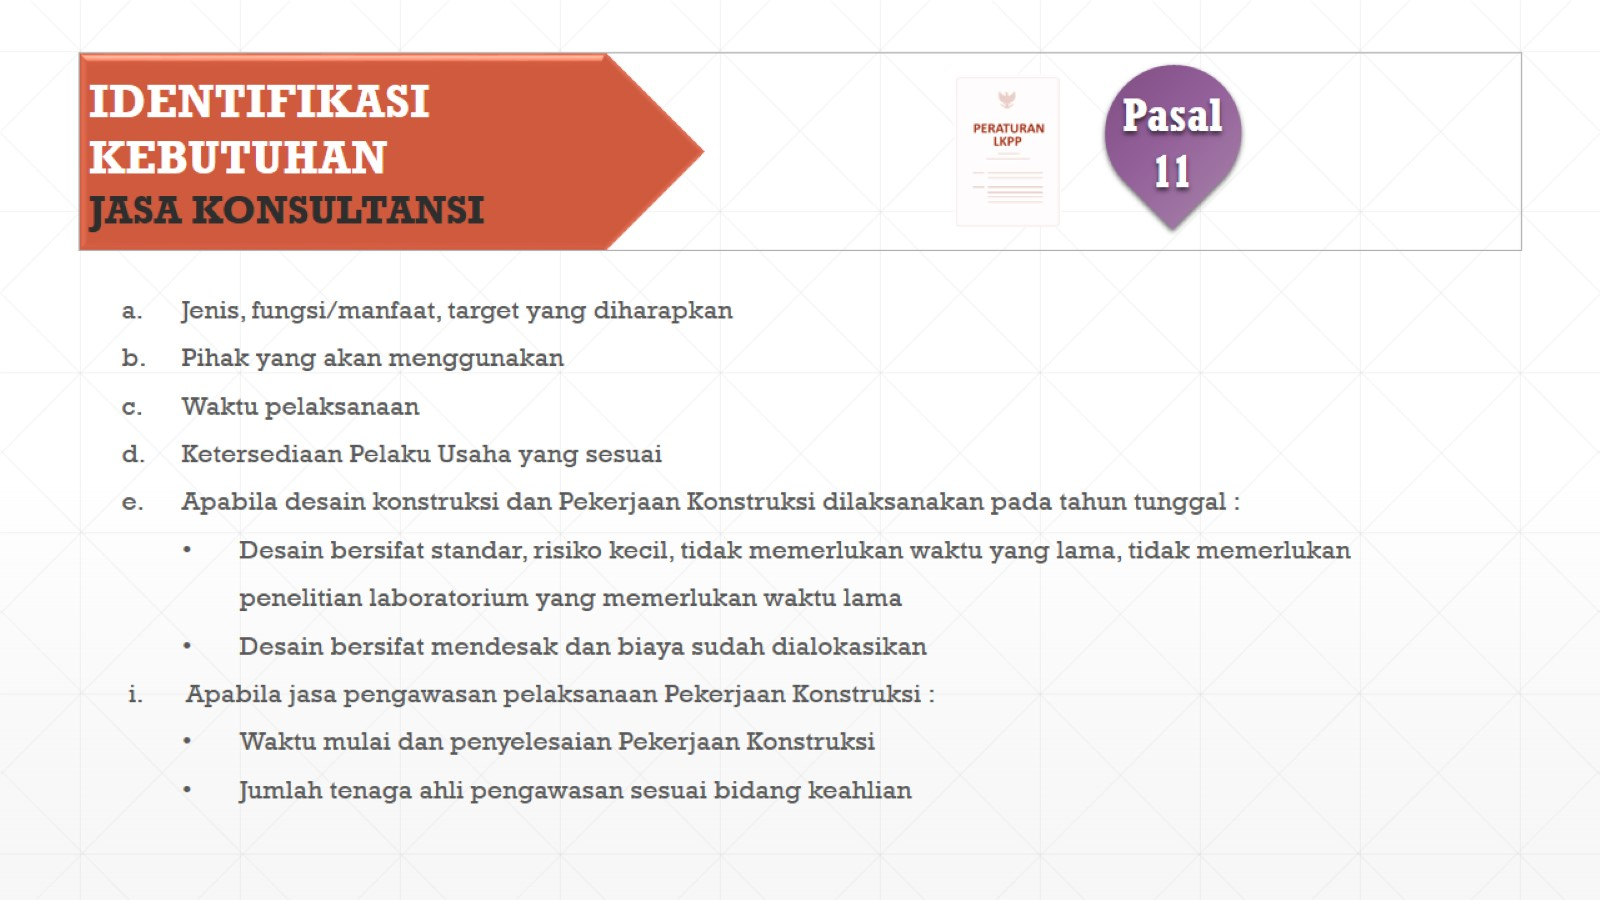 IDENTIFIKASI
KEBUTUHAN
JASA KONSULTANSI
PERATURAN
LKPP
Pasal
11
a. Jenis, fungsi/manfaat, target yang diharapkan
b. Pihak yang akan menggunakan
c. Waktu pelaksanaan
d. Ketersediaan Pelaku Usaha yang sesuai
e. Apabila desain konstruksi dan Pekerjaan Konstruksi dilaksanakan pada tahun tunggal :
• Desain bersifat standar, risiko kecil, tidak memerlukan waktu yang lama, tidak memerlukan
penelitian laboratorium yang memerlukan waktu lama
• Desain bersifat mendesak dan biaya sudah dialokasikan
i. Apabila jasa pengawasan pelaksanaan Pekerjaan Konstruksi :
• Waktu mulai dan penyelesaian Pekerjaan Konstruksi
• Jumlah tenaga ahli pengawasan sesuai bidang keahlian